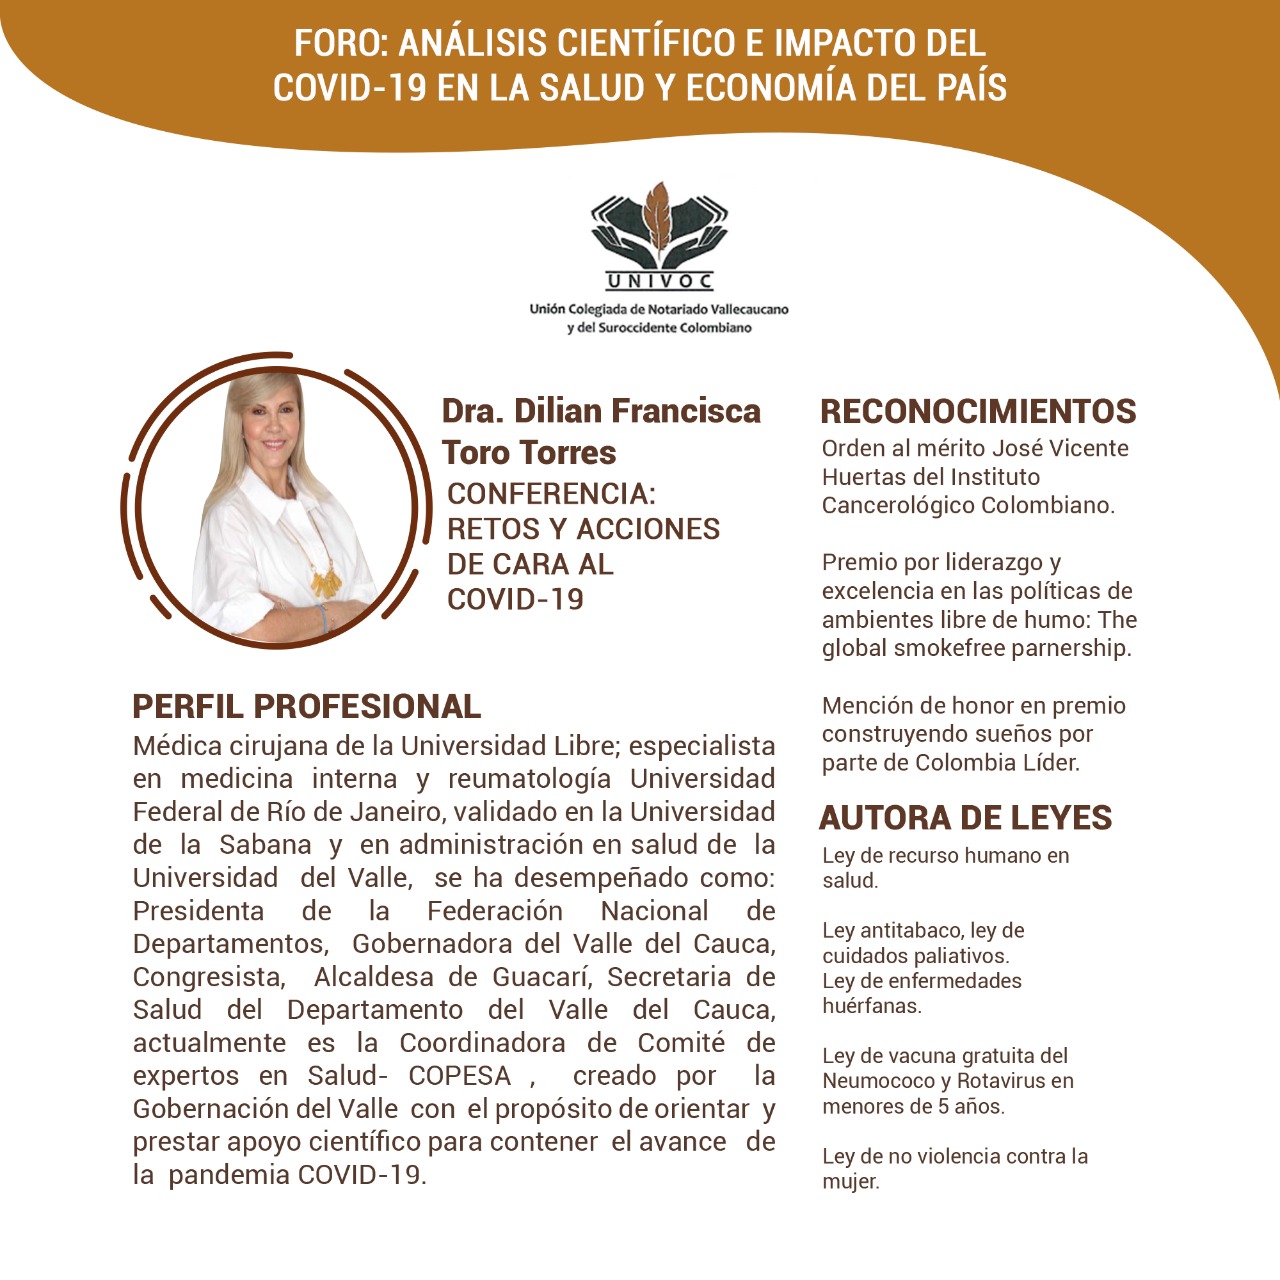 FORO: ANÁLISIS CIENTÍFICO E IMPACTO DEL
COVID-19 EN LA SALUD Y ECONOMÍA DEL PAÍS
UNIVOC
Unión Colegiada de Notariado Vallecaucano
y del Suroccidente Colombiano
Dra. Dilian Francisca
Toro Torres
CONFERENCIA:
RETOS Y ACCIONES
DE CARA AL
COVID-19
PERFIL PROFESIONAL
Médica cirujana de la Universidad Libre; especialista
en medicina interna y reumatología Universidad
Federal de Río de Janeiro, validado en la Universidad
de la Sabana y en administración en salud de la
Universidad del Valle, se ha desempeñado como:
Presidenta de la Federación Nacional de
Departamentos, Gobernadora del Valle del Cauca,
Congresista, Alcaldesa de Guacarí, Secretaria de
Salud del Departamento del Valle del Cauca,
actualmente es la Coordinadora de Comité de
expertos en Salud- COPESA , creado por la
Gobernación del Valle con el propósito de orientar y
prestar apoyo científico para contener el avance de
la pandemia COVID-19.
RECONOCIMIENTOS
Orden al mérito José Vicente
Huertas del Instituto
Cancerológico Colombiano.
Premio por liderazgo y
excelencia en las políticas de
ambientes libre de humo: The
global smokefree parnership.
Mención de honor en premio
construyendo sueños por
parte de Colombia Líder.
AUTORA DE LEYES
Ley de recurso humano en
salud.
Ley antitabaco, ley de
cuidados paliativos.
Ley de enfermedades
huérfanas.
Ley de vacuna gratuita del
Neumococo y Rotavirus en
menores de 5 años.
Ley de no violencia contra la
mujer.